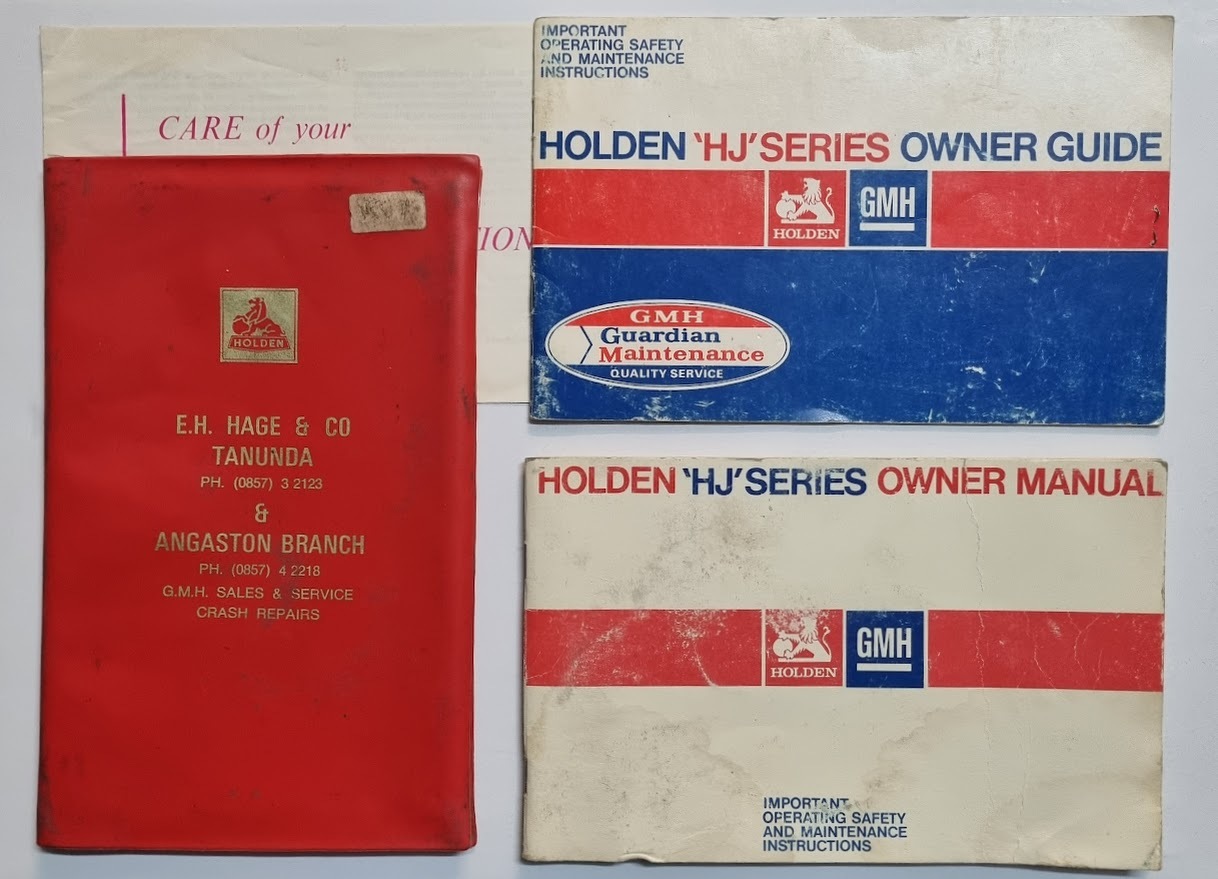 CARE of your
ION
HOLDEN
E.H. HAGE & CO
TANUNDA
PH. (0857) 3 2123
&
ANGASTON BRANCH
PH. (0857) 4 2218
G.M.H. SALES & SERVICE
CRASH REPAIRS
IMPORTANT
OPERATING SAFETY
AND MAINTENANCE
INSTRUCTIONS
HOLDEN 'HJ' SERIES OWNER GUIDE
HOLDEN
GMH
GMH
Guardian
Maintenance
QUALITY SERVICE
HOLDEN 'HJ' SERIES OWNER MANUAL
HOLDEN
GMH
IMPORTANT
OPERATING SAFETY
AND MAINTENANCE
INSTRUCTIONS